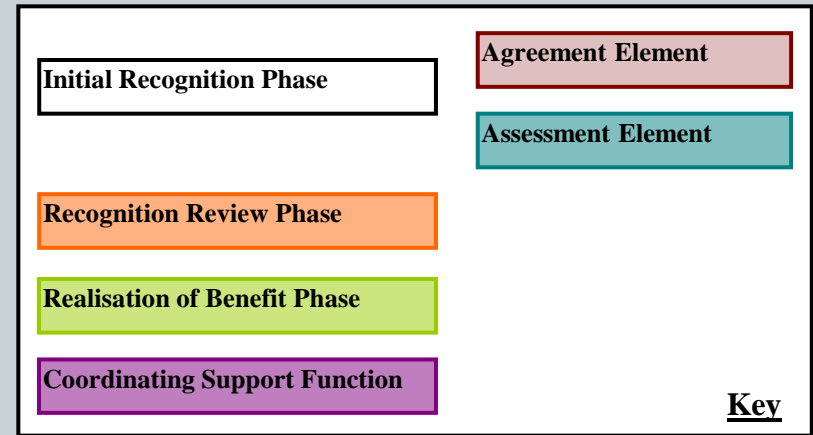 Initial Recognition Phase
Agreement Element
Assessment Element
Recognition Review Phase
Realisation of Benefit Phase
Coordinating Support Function
Key